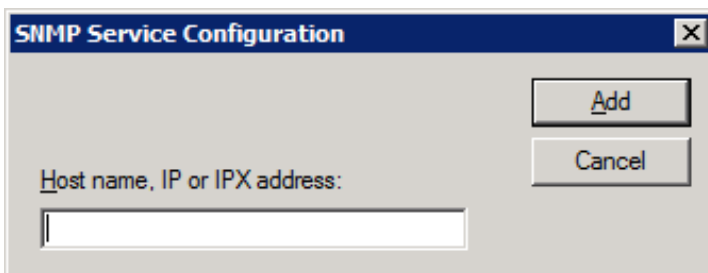 SNMP Service Configuration
Add
Cancel
Host name, IP or IPX address: